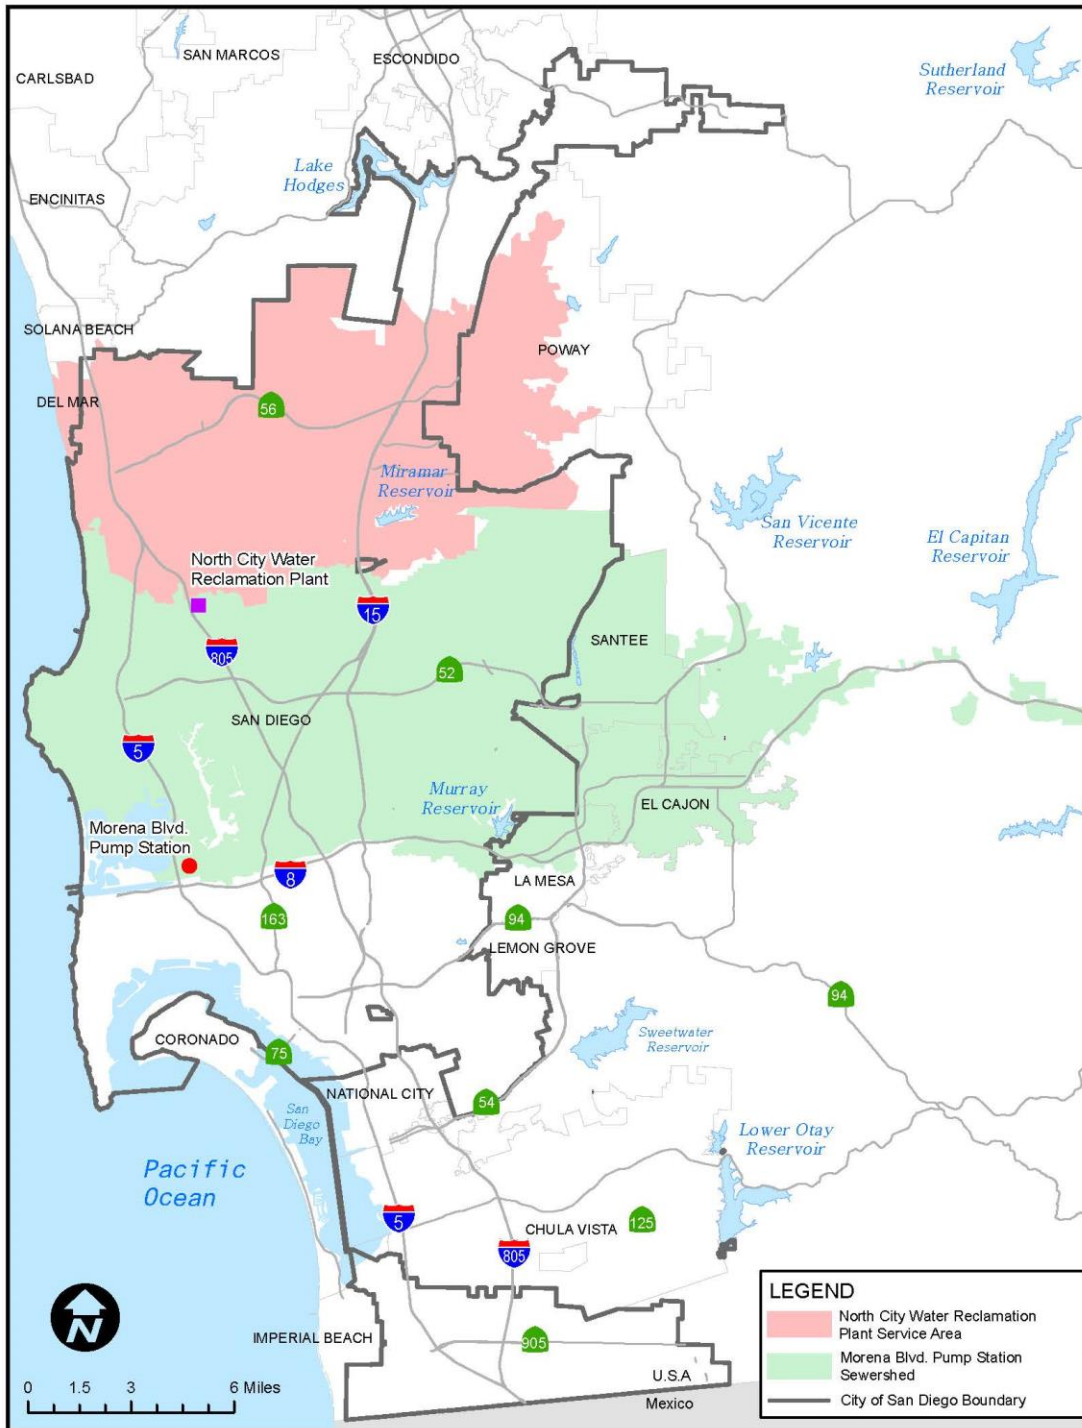 SAN MARCOS
ESCONDIDO
CARLSBAD
Sutherland
Reservoir
Lake
Hodges
ENCINITAS
SOLANA BEACH
POWAY
DEL MAR
56
Miramar
Reservoir
San Vicente
Reservoir
El Capitan
Reservoir
North City Water
Reclamation Plant
15
805
SANTEE
52
SAN DIEGO
5
Murray
Reservoir
EL CAJON
Morena Blvd.
Pump Station
8
LA MESA
163
94
LEMON GROVE
94
CORONADO
75
Sweetwater
Reservoir
NATIONAL CITY
54
San
Diego
Bay
Lower Otay
Reservoir
Pacific
Ocean
5
CHULA VISTA
125
805
N
IMPERIAL BEACH
905
U.S.A
Mexico
0 1.5 3 6 Miles
LEGEND
North City Water Reclamation
Plant Service Area
Morena Blvd. Pump Station
Sewershed
City of San Diego Boundary